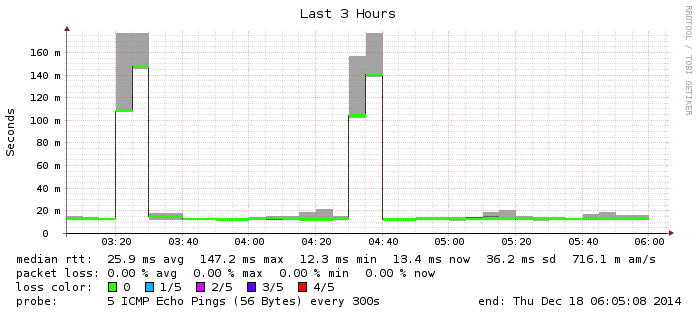 Last 3 Hours
RRDTOOL / TOBI OETIKER
Seconds
160 m
140 m
120 m
100 m
80 m
60 m
40 m
20 m
0
03:20 03:40 04:00 04:20 04:40 05:00 05:20 05:40 06:00
median rtt: 25.9 ms avg 147.2 ms max 12.3 ms min 13.4 ms now 36.2 ms sd 716.1 m am/s
packet loss: 0.00 % avg 0.00 % max 0.00 % min 0.00 % now
loss color: 0 1/5 2/5 3/5 4/5
probe: 5 ICMP Echo Pings (56 Bytes) every 300s end: Thu Dec 18 06:05:08 2014